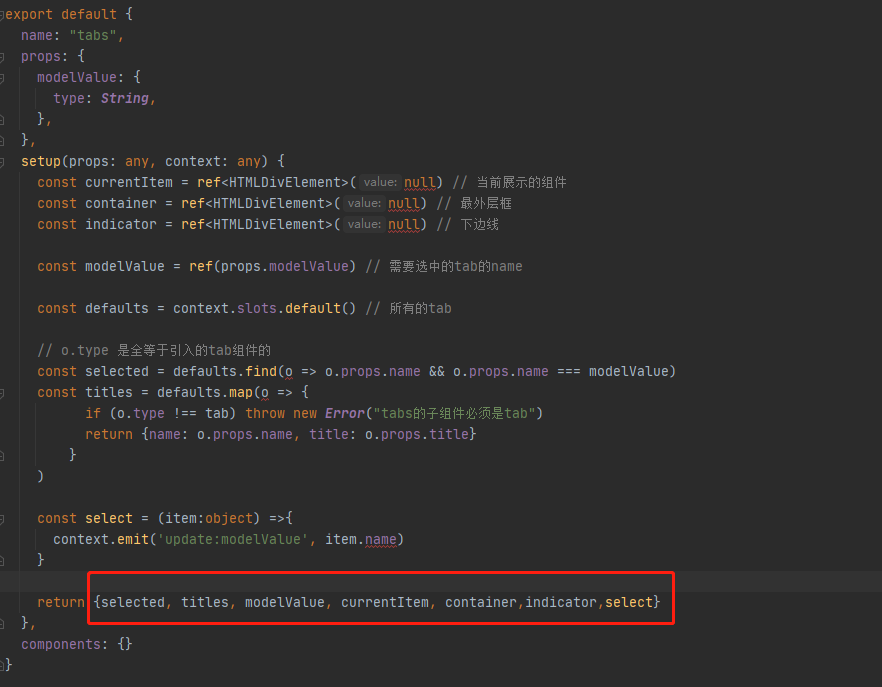 export default {
name: "tabs",
props: {
modelValue: {
type: String,
},
},
setup(props: any, context: any) {
const currentItem = ref<HTMLDivElement>( value: null) // 当前展示的组件
const container = ref<HTMLDivElement>( value: null) // 最外层框
const indicator = ref<HTMLDivElement>( value: null) // 下边线
const modelValue = ref(props.modelValue) // 需要选中的tab的name
const defaults = context.slots.default() // 所有的tab
// o.type 是全等于引入的tab组件的
const selected = defaults.find(o => o.props.name && o.props.name === modelValue)
const titles = defaults.map(o => {
if (o.type !== tab) throw new Error("tabs的子组件必须是tab")
return {name: o.props.name, title: o.props.title}
}
)
const select = (item:object) =>{
context.emit('update:modelValue', item.name)
}
return {selected, titles, modelValue, currentItem, container,indicator,select}
},
components: {}
}